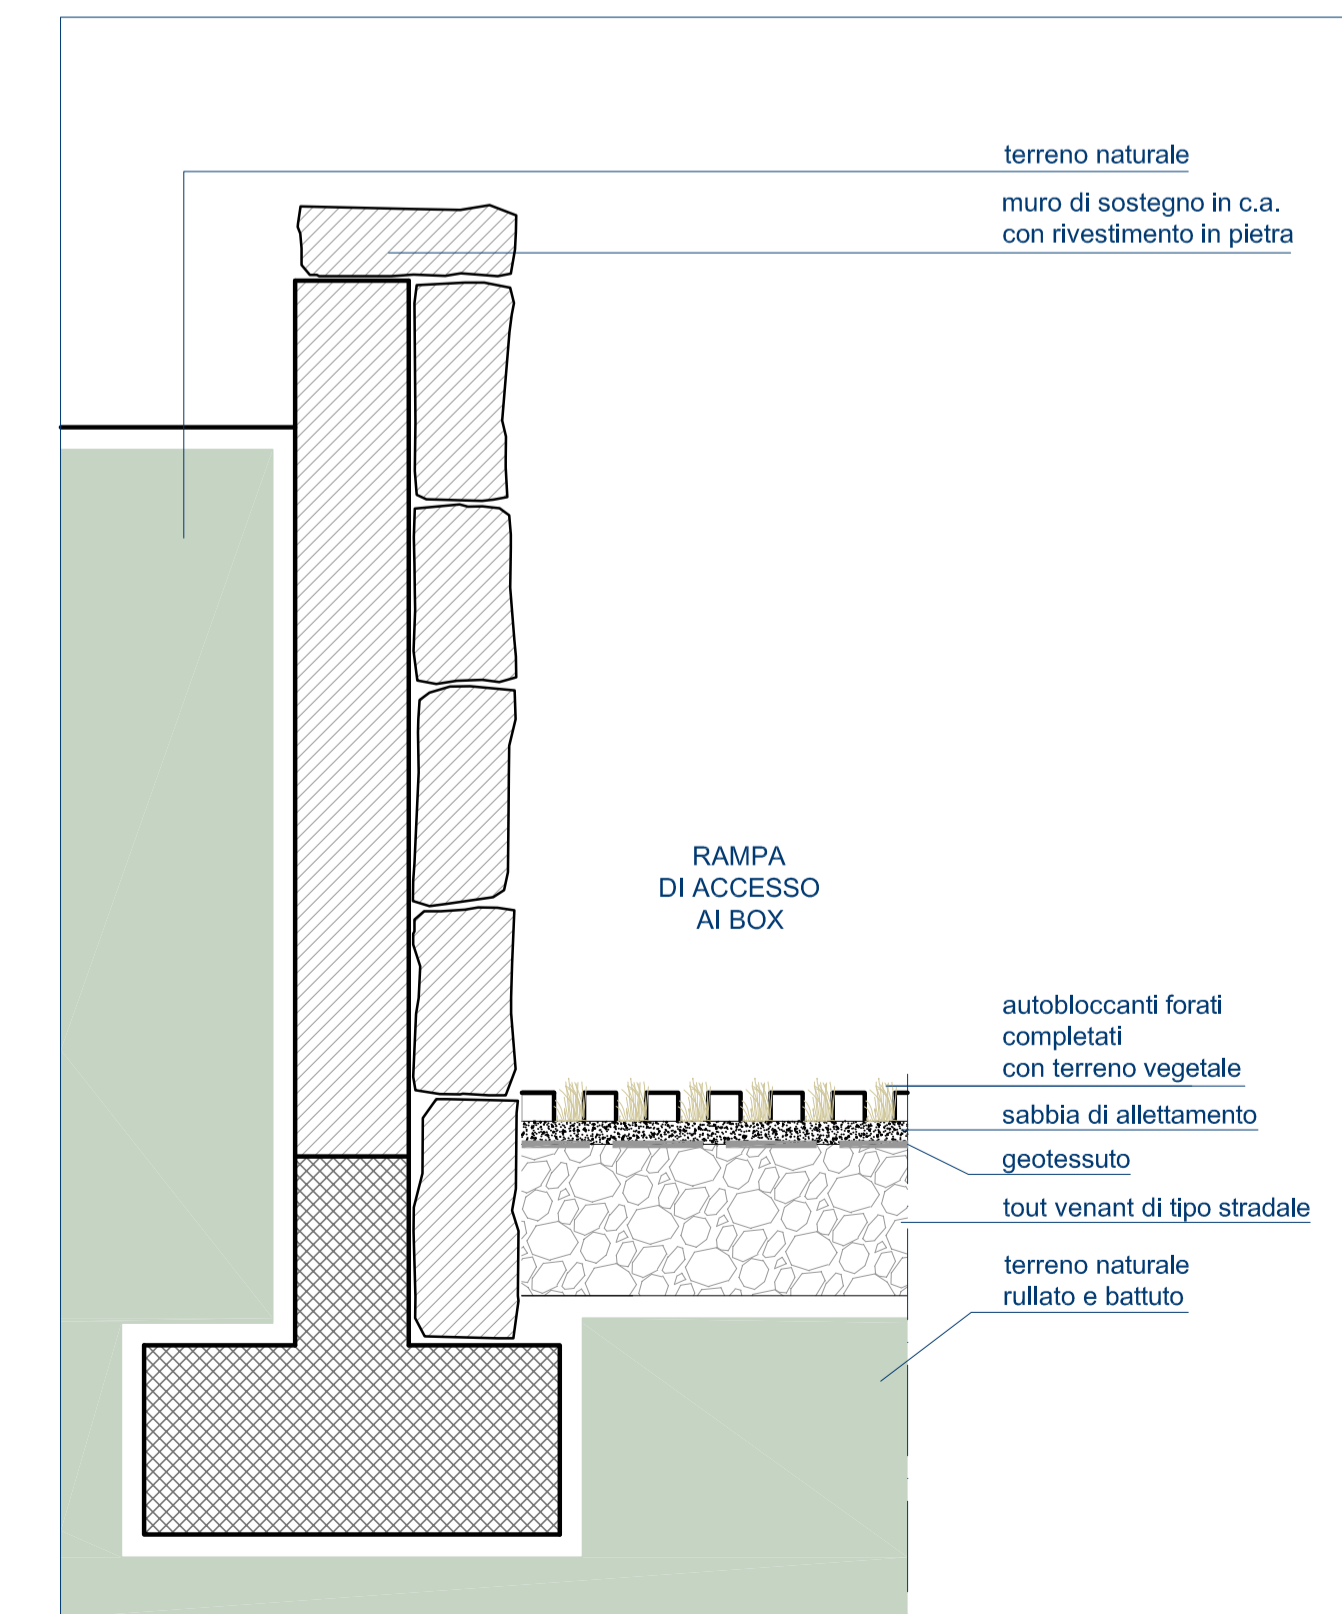 terreno naturale
muro di sostegno in c.a.
con rivestimento in pietra
RAMPA
DI ACCESSO
AI BOX
autobloccanti forati
completati
con terreno vegetale
sabbia di allettamento
geotessuto
tout venant di tipo stradale
terreno naturale
rullato e battuto